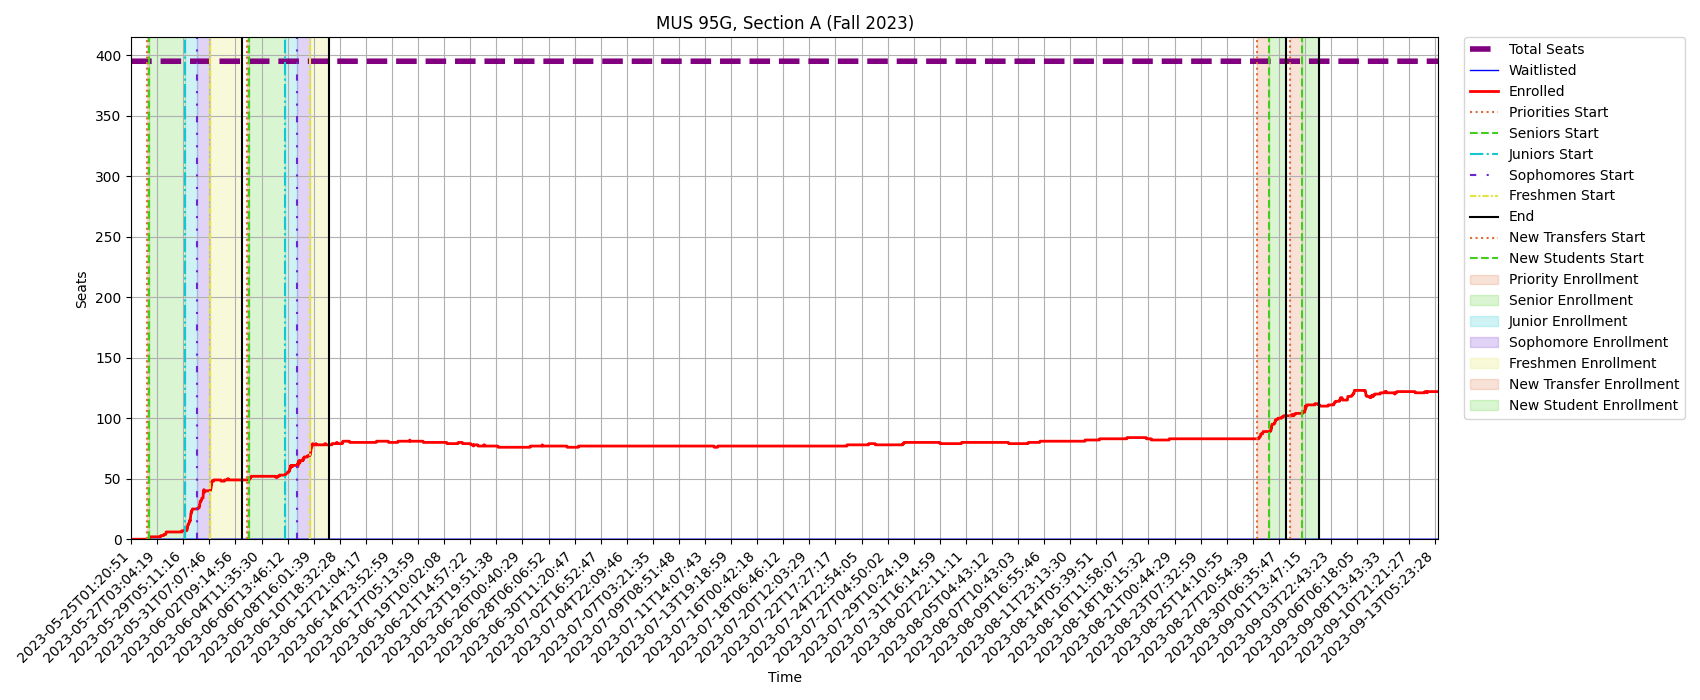 MUS 95G, Section A (Fall 2023)
400
350
300
250
200
150
100
50
0
Seats
2023-05-25T01:20:51
2023-05-27T03:04:19
2023-05-29T05:11:16
2023-05-31T07:07:46
2023-06-02T09:14:56
2023-06-04T11:35:30
2023-06-06T13:46:12
2023-06-08T16:01:39
2023-06-10T18:32:28
2023-06-12T21:04:17
2023-06-14T23:52:59
2023-06-17T05:13:59
2023-06-19T10:02:08
2023-06-21T14:57:22
2023-06-23T19:51:38
2023-06-26T00:40:29
2023-06-28T06:06:52
2023-06-30T11:20:47
2023-07-02T16:52:47
2023-07-04T22:09:46
2023-07-07T03:21:35
2023-07-09T08:51:48
2023-07-11T14:07:43
2023-07-13T19:18:59
2023-07-16T00:42:18
2023-07-18T06:46:12
2023-07-20T12:03:29
2023-07-22T17:27:17
2023-07-24T22:54:05
2023-07-27T04:50:02
2023-07-29T10:24:19
2023-07-31T16:14:59
2023-08-02T22:11:11
2023-08-05T04:43:12
2023-08-07T10:43:03
2023-08-09T16:55:46
2023-08-11T23:13:30
2023-08-14T05:39:51
2023-08-16T11:58:07
2023-08-18T18:15:32
2023-08-21T00:44:29
2023-08-23T07:32:59
2023-08-25T14:10:55
2023-08-27T20:54:39
2023-08-30T06:35:47
2023-09-01T13:47:15
2023-09-03T22:43:23
2023-09-06T06:18:05
2023-09-08T13:43:33
2023-09-10T21:21:27
2023-09-13T05:23:28
Time
Total Seats
Waitlisted
Enrolled
Priorities Start
Seniors Start
Juniors Start
Sophomores Start
Freshmen Start
End
New Transfers Start
New Students Start
Priority Enrollment
Senior Enrollment
Junior Enrollment
Sophomore Enrollment
Freshmen Enrollment
New Transfer Enrollment
New Student Enrollment